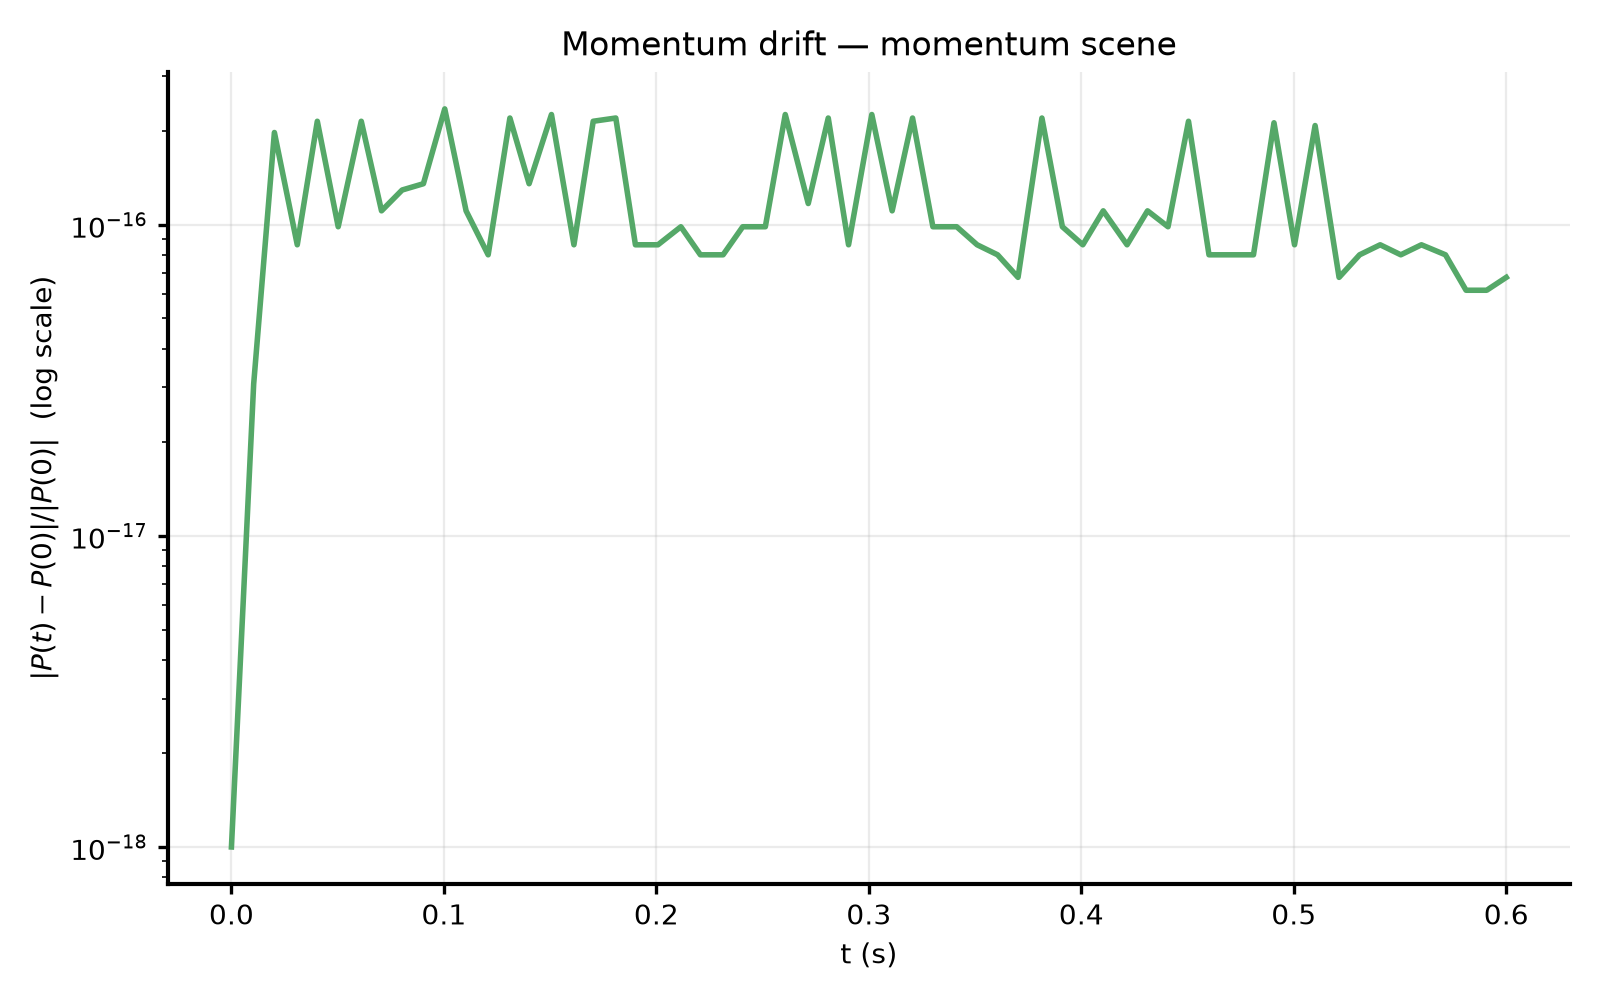 Momentum drift — momentum scene
|P(t) − P(0)|/|P(0)| (log scale)
10⁻¹⁶
10⁻¹⁷
10⁻¹⁸
0.0 0.1 0.2 0.3 0.4 0.5 0.6
t (s)